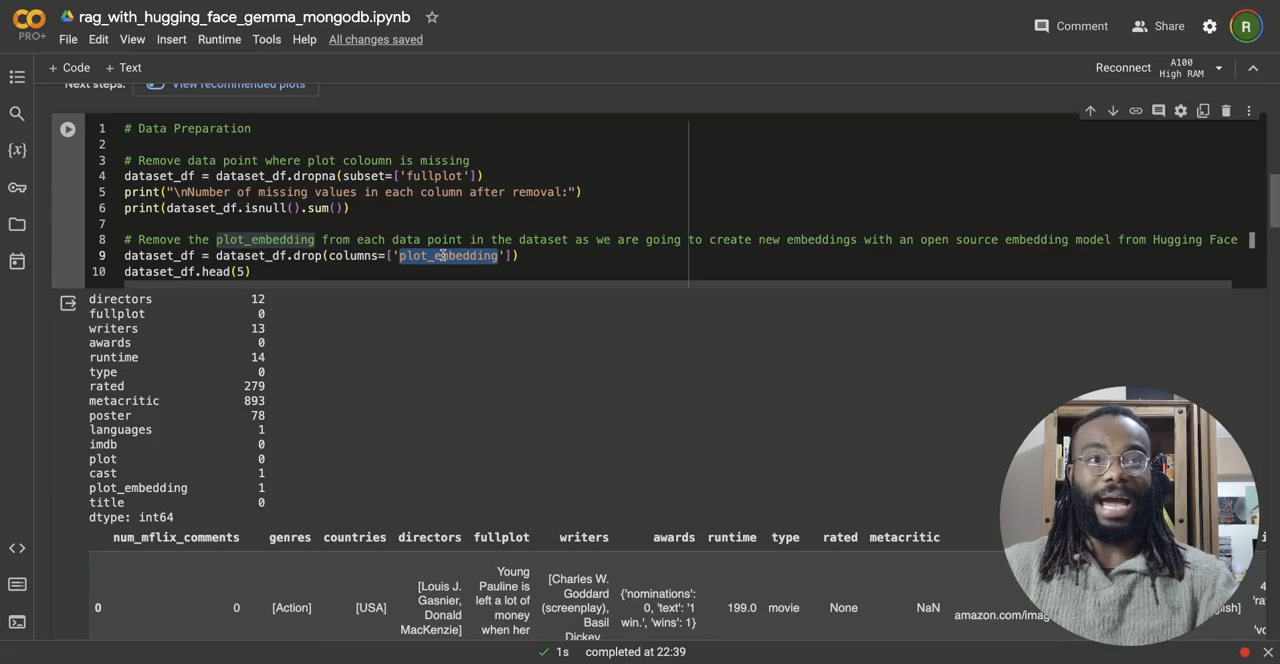 rag_with_hugging_face_gemma_mongodb.ipynb
PRO+
File Edit View Insert Runtime Tools Help All changes saved
Comment Share R
+ Code + Text
Reconnect A100 High RAM
Next steps: View recommended plots
1 # Data Preparation
2
3 # Remove data point where plot coloumn is missing
4 dataset_df = dataset_df.dropna(subset=['fullplot'])
5 print("\nNumber of missing values in each column after removal:")
6 print(dataset_df.isnull().sum())
7
8 # Remove the plot_embedding from each data point in the dataset as we are going to create new embeddings with an open source embedding model from Hugging Face
9 dataset_df = dataset_df.drop(columns=['plot_embedding'])
10 dataset_df.head(5)
directors 12
fullplot 0
writers 13
awards 0
runtime 14
type 0
rated 279
metacritic 893
poster 78
languages 1
imdb 0
plot 0
cast 1
plot_embedding 1
title 0
dtype: int64
num_mflix_comments genres countries directors fullplot writers awards runtime type rated metacritic
0 0 [Action] [USA] [Louis J. Gasnier, Donald MacKenzie] Young Pauline is left a lot of money when her [Charles W. Goddard (screenplay), Basil Dickey, {'nominations': 0, 'text': '1 win.', 'wins': 1} 199.0 movie None NaN amazon.com/imag
1s completed at 22:39